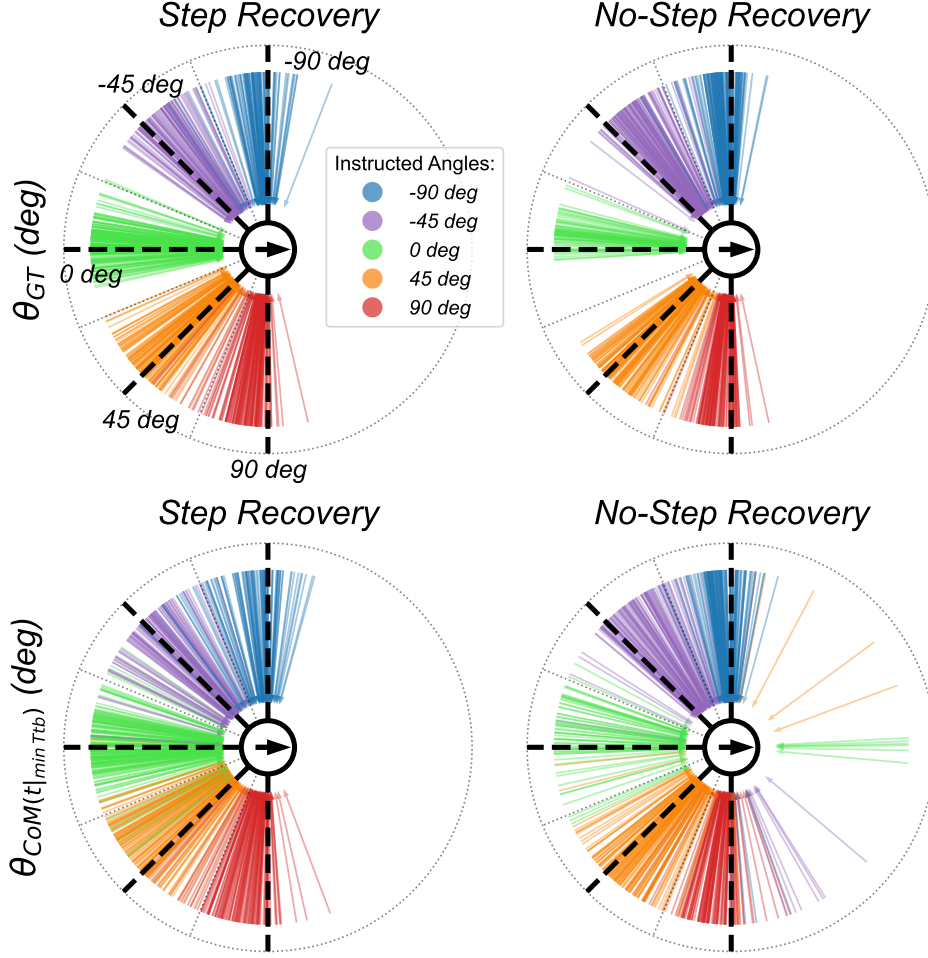 Step Recovery
No-Step Recovery
-90 deg
-45 deg
Instructed Angles:
-90 deg
-45 deg
0 deg
45 deg
90 deg
θGT (deg)
0 deg
45 deg
90 deg
Step Recovery
No-Step Recovery
θCoM(t|min Ttb) (deg)